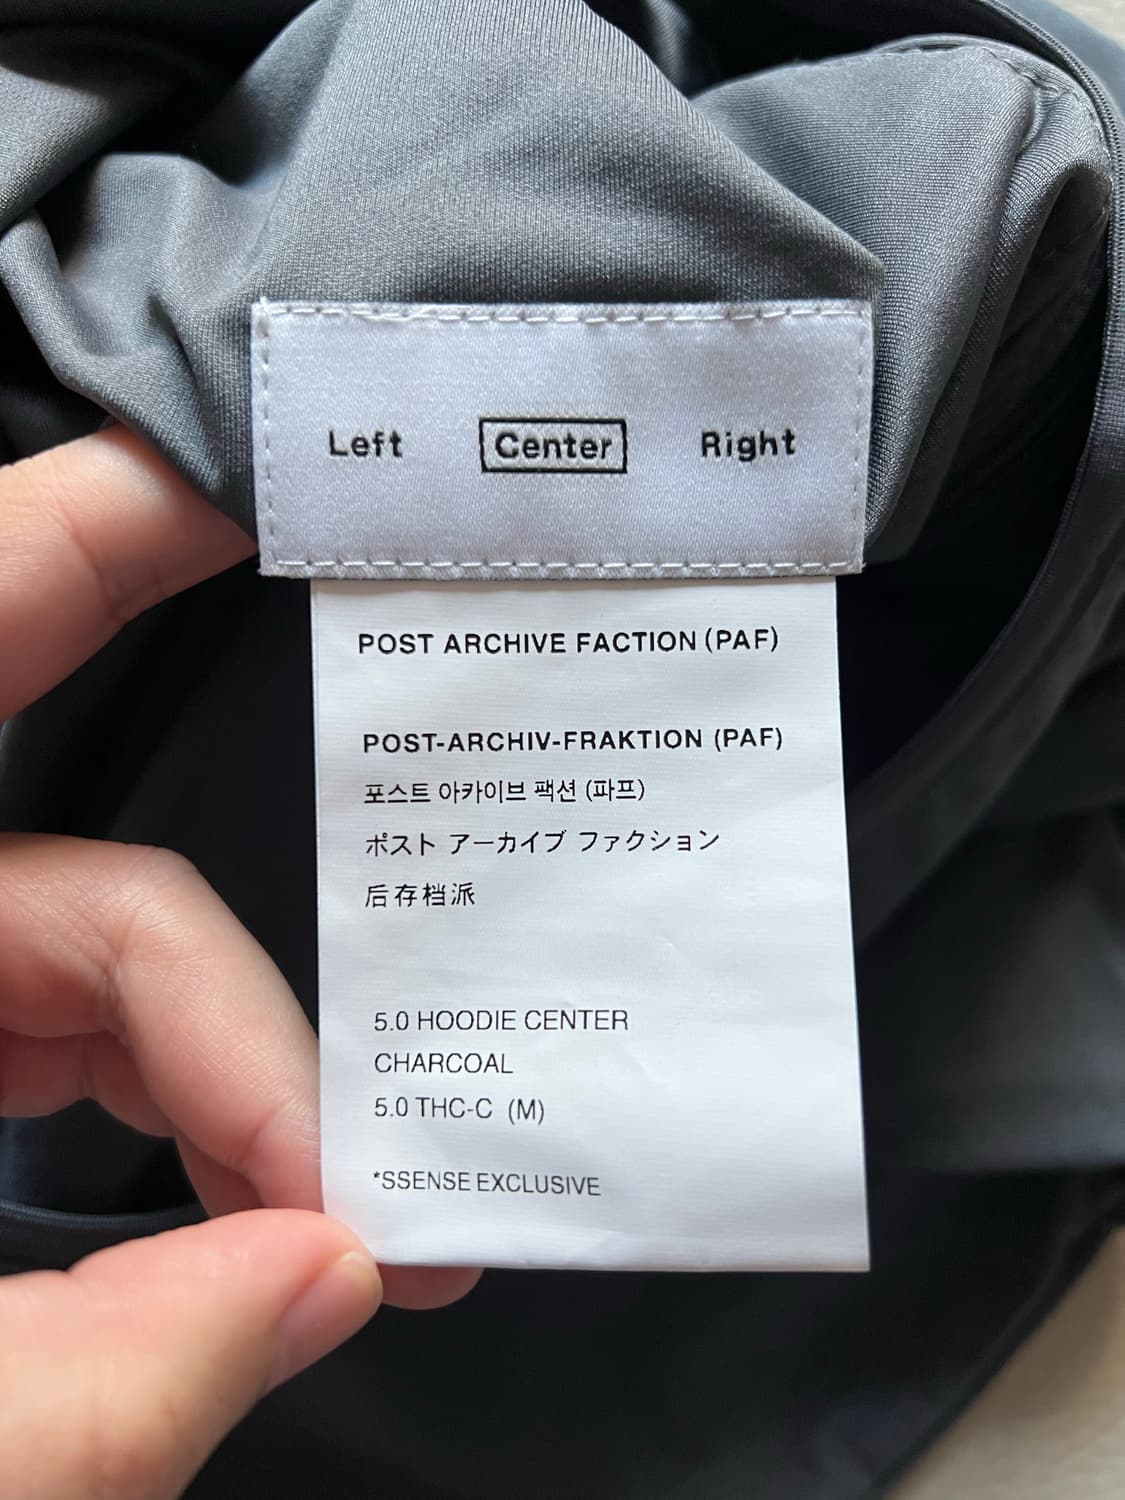 Left Center Right
POST ARCHIVE FACTION (PAF)
POST-ARCHIV-FRAKTION (PAF)
포스트 아카이브 팩션 (파프)
ポスト アーカイブ ファクション
后存档派
5.0 HOODIE CENTER
CHARCOAL
5.0 THC-C (M)
*SSENSE EXCLUSIVE